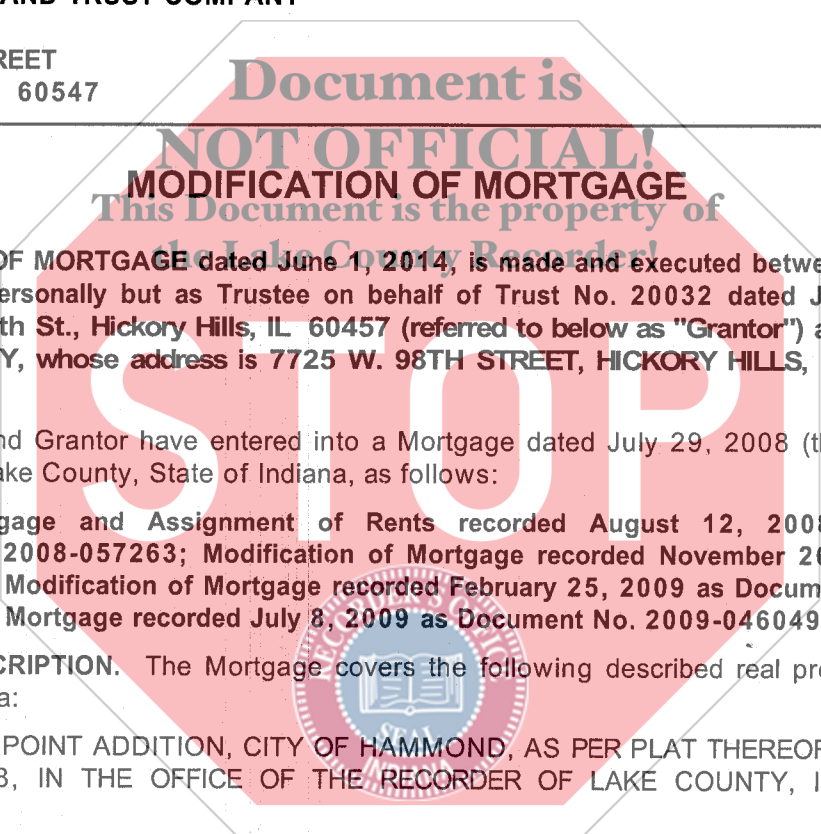 AND TRUST COMPANY
REET
60547
Document is
NOT OFFICIAL!
MODIFICATION OF MORTGAGE
This Document is the property of
the Lake County Recorder!
OF MORTGAGE dated June 1, 2014, is made and executed betwe
ersonally but as Trustee on behalf of Trust No. 20032 dated J
th St., Hickory Hills, IL 60457 (referred to below as "Grantor") a
Y, whose address is 7725 W. 98TH STREET, HICKORY HILLS,
STOP
nd Grantor have entered into a Mortgage dated July 29, 2008 (t
ake County, State of Indiana, as follows:
gage and Assignment of Rents recorded August 12, 2008
2008-057263; Modification of Mortgage recorded November 26
Modification of Mortgage recorded February 25, 2009 as Docum
Mortgage recorded July 8, 2009 as Document No. 2009-046049
CRIPTION. The Mortgage covers the following described real pr
a:
POINT ADDITION, CITY OF HAMMOND, AS PER PLAT THEREOF
8, IN THE OFFICE OF THE RECORDER OF LAKE COUNTY, I
RECORDER'S OFFIC
SEAL
INDIANA